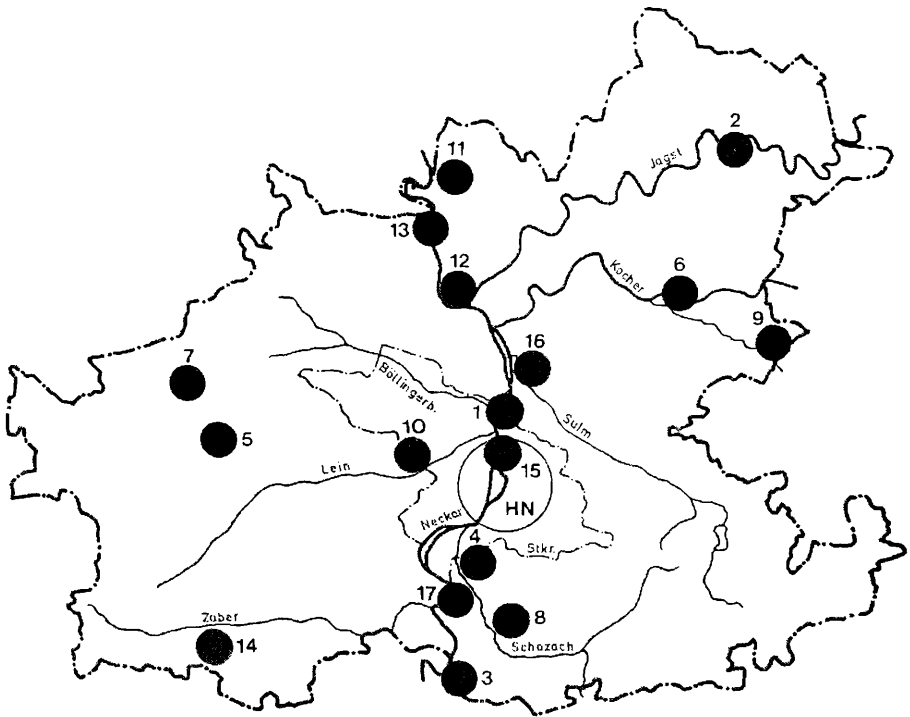 2
11
Jagst
13
12
Kocher
6
9
16
7
Böllingerb.
1
10
Sulm
5
Lein
15
HN
Neckar
4
Stkr.
17
Zaber
8
14
Schozach
3